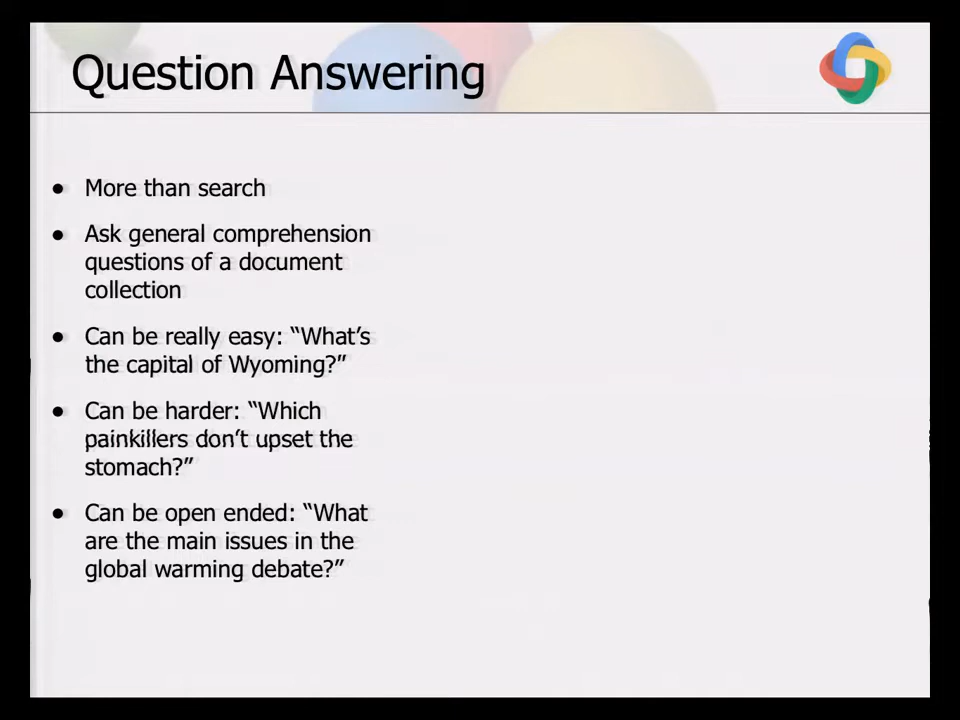 Question Answering
● More than search
● Ask general comprehension
questions of a document
collection
● Can be really easy: “What’s
the capital of Wyoming?”
● Can be harder: “Which
painkillers don’t upset the
stomach?”
● Can be open ended: “What
are the main issues in the
global warming debate?”